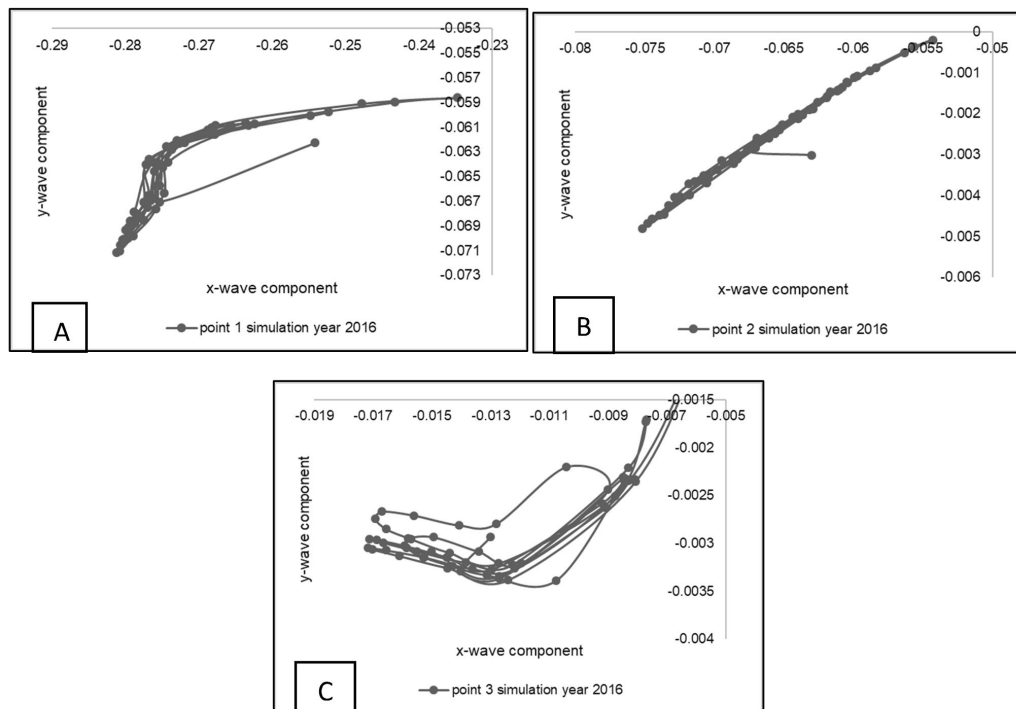 -0.29 -0.28 -0.27 -0.26 -0.25 -0.24 -0.23
-0.053
-0.055
-0.057
-0.059
-0.061
-0.063
-0.065
-0.067
-0.069
-0.071
-0.073
y-wave component
x-wave component
A
point 1 simulation year 2016
-0.08 -0.075 -0.07 -0.065 -0.06 -0.055 -0.05
0
-0.001
-0.002
-0.003
-0.004
-0.005
-0.006
y-wave component
x-wave component
B
point 2 simulation year 2016
-0.019 -0.017 -0.015 -0.013 -0.011 -0.009 -0.007 -0.005
-0.0015
-0.002
-0.0025
-0.003
-0.0035
-0.004
y-wave component
x-wave component
C
point 3 simulation year 2016